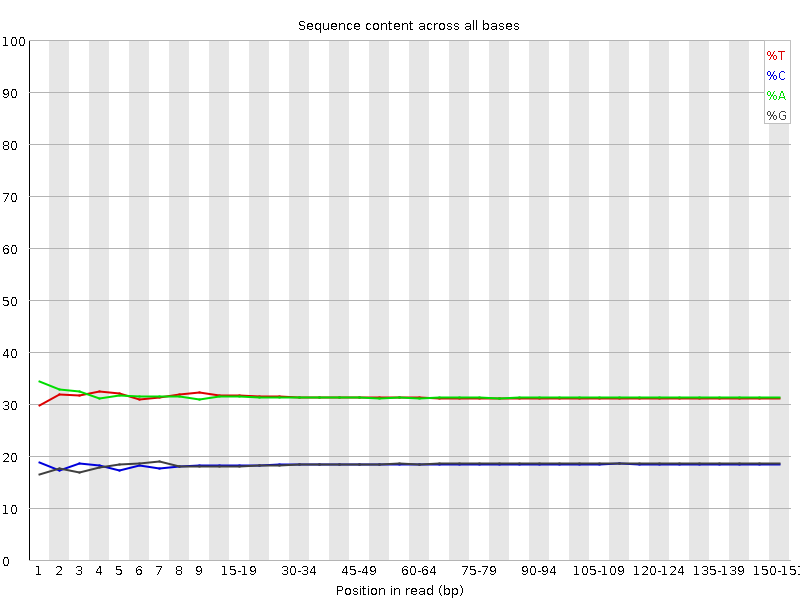 Sequence content across all bases
100
90
80
70
60
50
40
30
20
10
0
%T
%C
%A
%G
1 2 3 4 5 6 7 8 9 15-19 30-34 45-49 60-64 75-79 90-94 105-109 120-124 135-139 150-151
Position in read (bp)